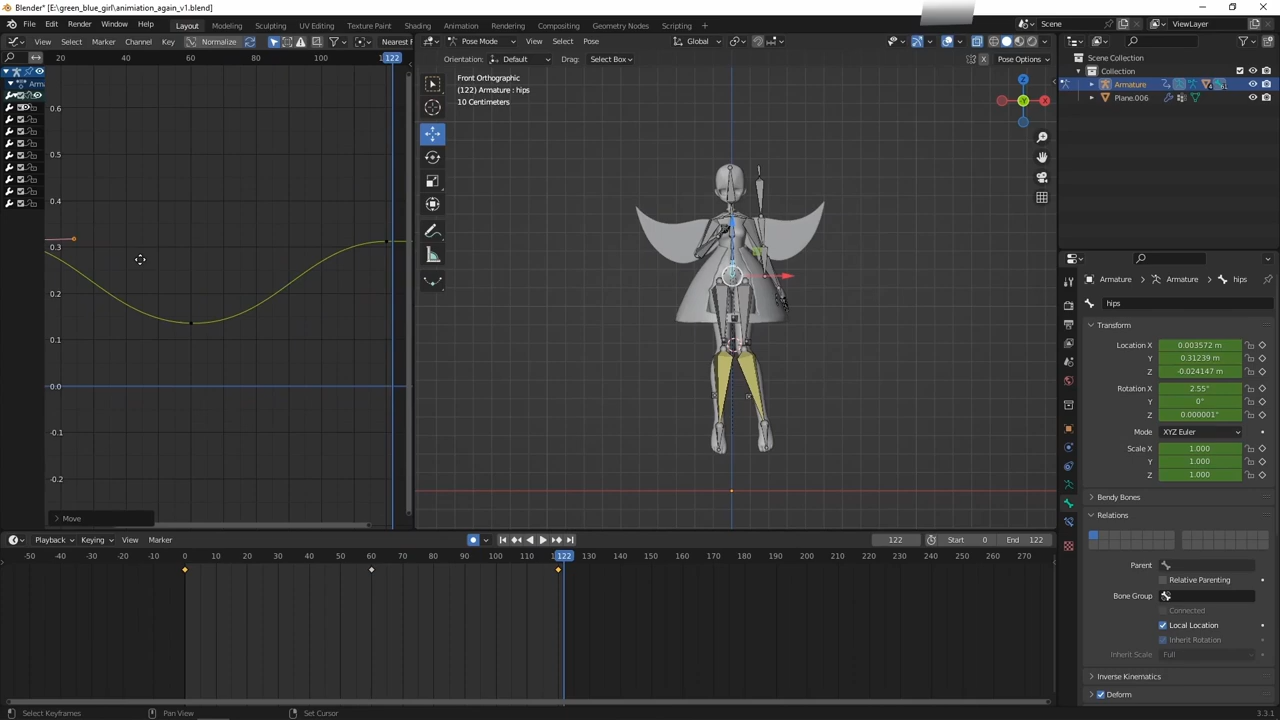 Blender* [E:\green_blue_girl\animiation_again_v1.blend]
File Edit Render Window Help Layout Modeling Sculpting UV Editing Texture Paint Shading Animation Rendering Compositing Geometry Nodes Scripting Scene ViewLayer
View Select Marker Channel Key Normalize Nearest F Pose Mode View Select Pose Global
Orientation: Default Drag: Select Box X Pose Options
20 40 60 80 100 122
Front Orthographic
(122) Armature : hips
10 Centimeters
Scene Collection
Collection
Armature
Plane.006
Arma
0.6
0.5
0.4
0.3
0.2
0.1
0.0
-0.1
-0.2
Move
Armature Armature hips
hips
Transform
Location X 0.003572 m
Y 0.31239 m
Z -0.024147 m
Rotation X 2.55°
Y 0°
Z 0.000001°
Mode XYZ Euler
Scale X 1.000
Y 1.000
Z 1.000
Bendy Bones
Relations
Parent
Relative Parenting
Bone Group
Connected
Local Location
Inherit Rotation
Inherit Scale Full
Inverse Kinematics
Deform
Playback Keying View Marker 122 Start 0 End 122
-50 -40 -30 -20 -10 0 10 20 30 40 50 60 70 80 90 100 110 122 130 140 150 160 170 180 190 200 210 220 230 240 250 260 270
Select Keyframes Pan View Set Cursor 3.3.1